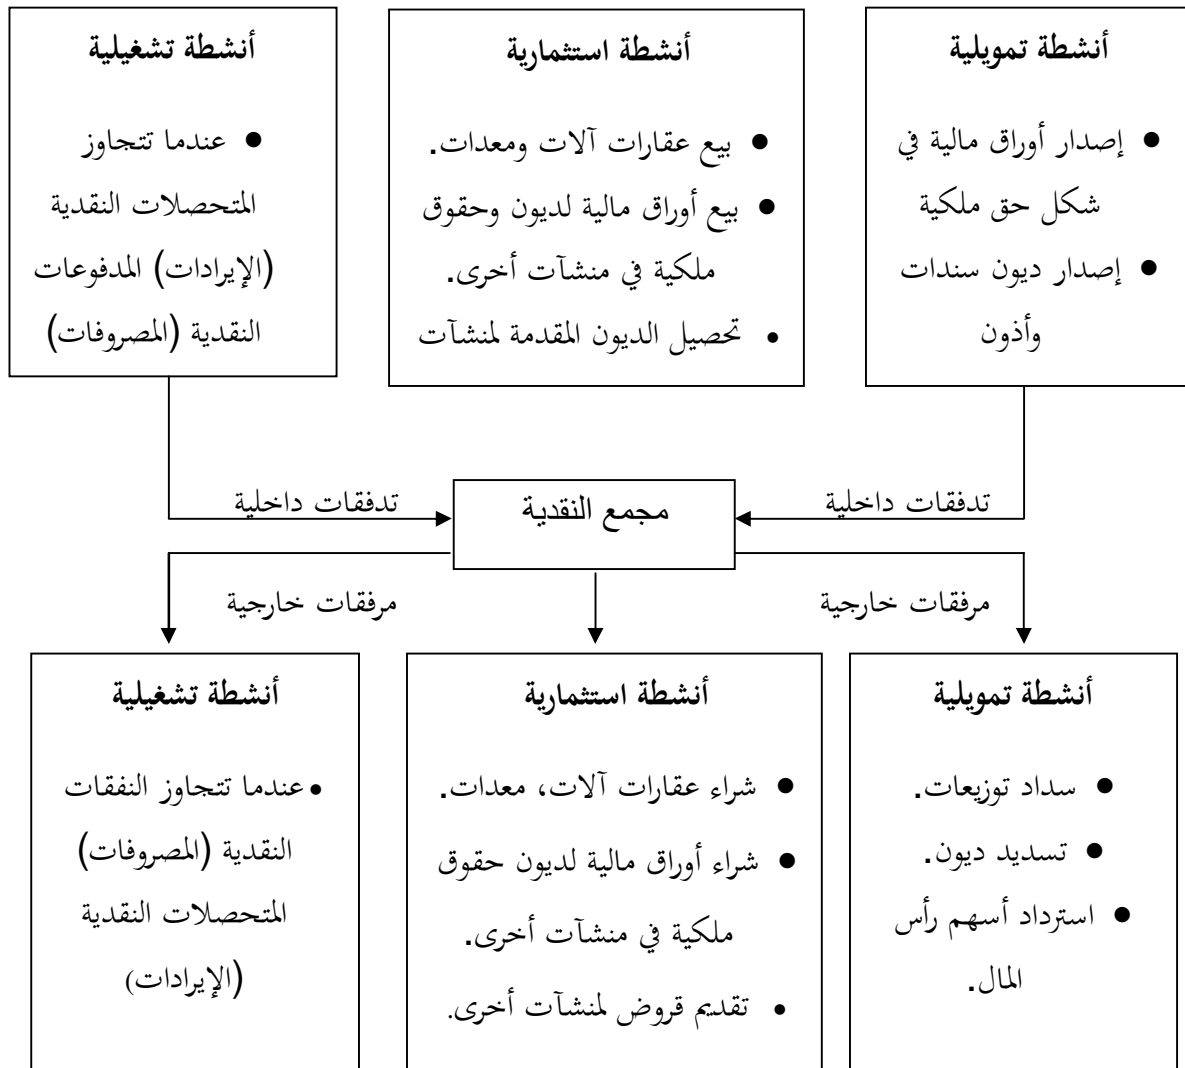 أنشطة تمويلية
● إصدار أوراق مالية في
شكل حق ملكية
● إصدار ديون سندات
وأذون
أنشطة استثمارية
● بيع عقارات آلات ومعدات.
● بيع أوراق مالية لديون وحقوق
ملكية في منشآت أخرى.
• تحصيل الديون المقدمة لمنشآت
أنشطة تشغيلية
● عندما تتجاوز
المتحصلات النقدية
(الإيرادات) المدفوعات
النقدية (المصروفات)
تدفقات داخلية
مجمع النقدية
تدفقات داخلية
مرفقات خارجية
مرفقات خارجية
أنشطة تمويلية
● سداد توزيعات.
● تسديد ديون.
● استرداد أسهم رأس
المال.
أنشطة استثمارية
● شراء عقارات آلات، معدات.
● شراء أوراق مالية لديون حقوق
ملكية في منشآت أخرى.
• تقديم قروض لمنشآت أخرى.
أنشطة تشغيلية
• عندما تتجاوز النفقات
النقدية (المصروفات)
المتحصلات النقدية
(الإيرادات)